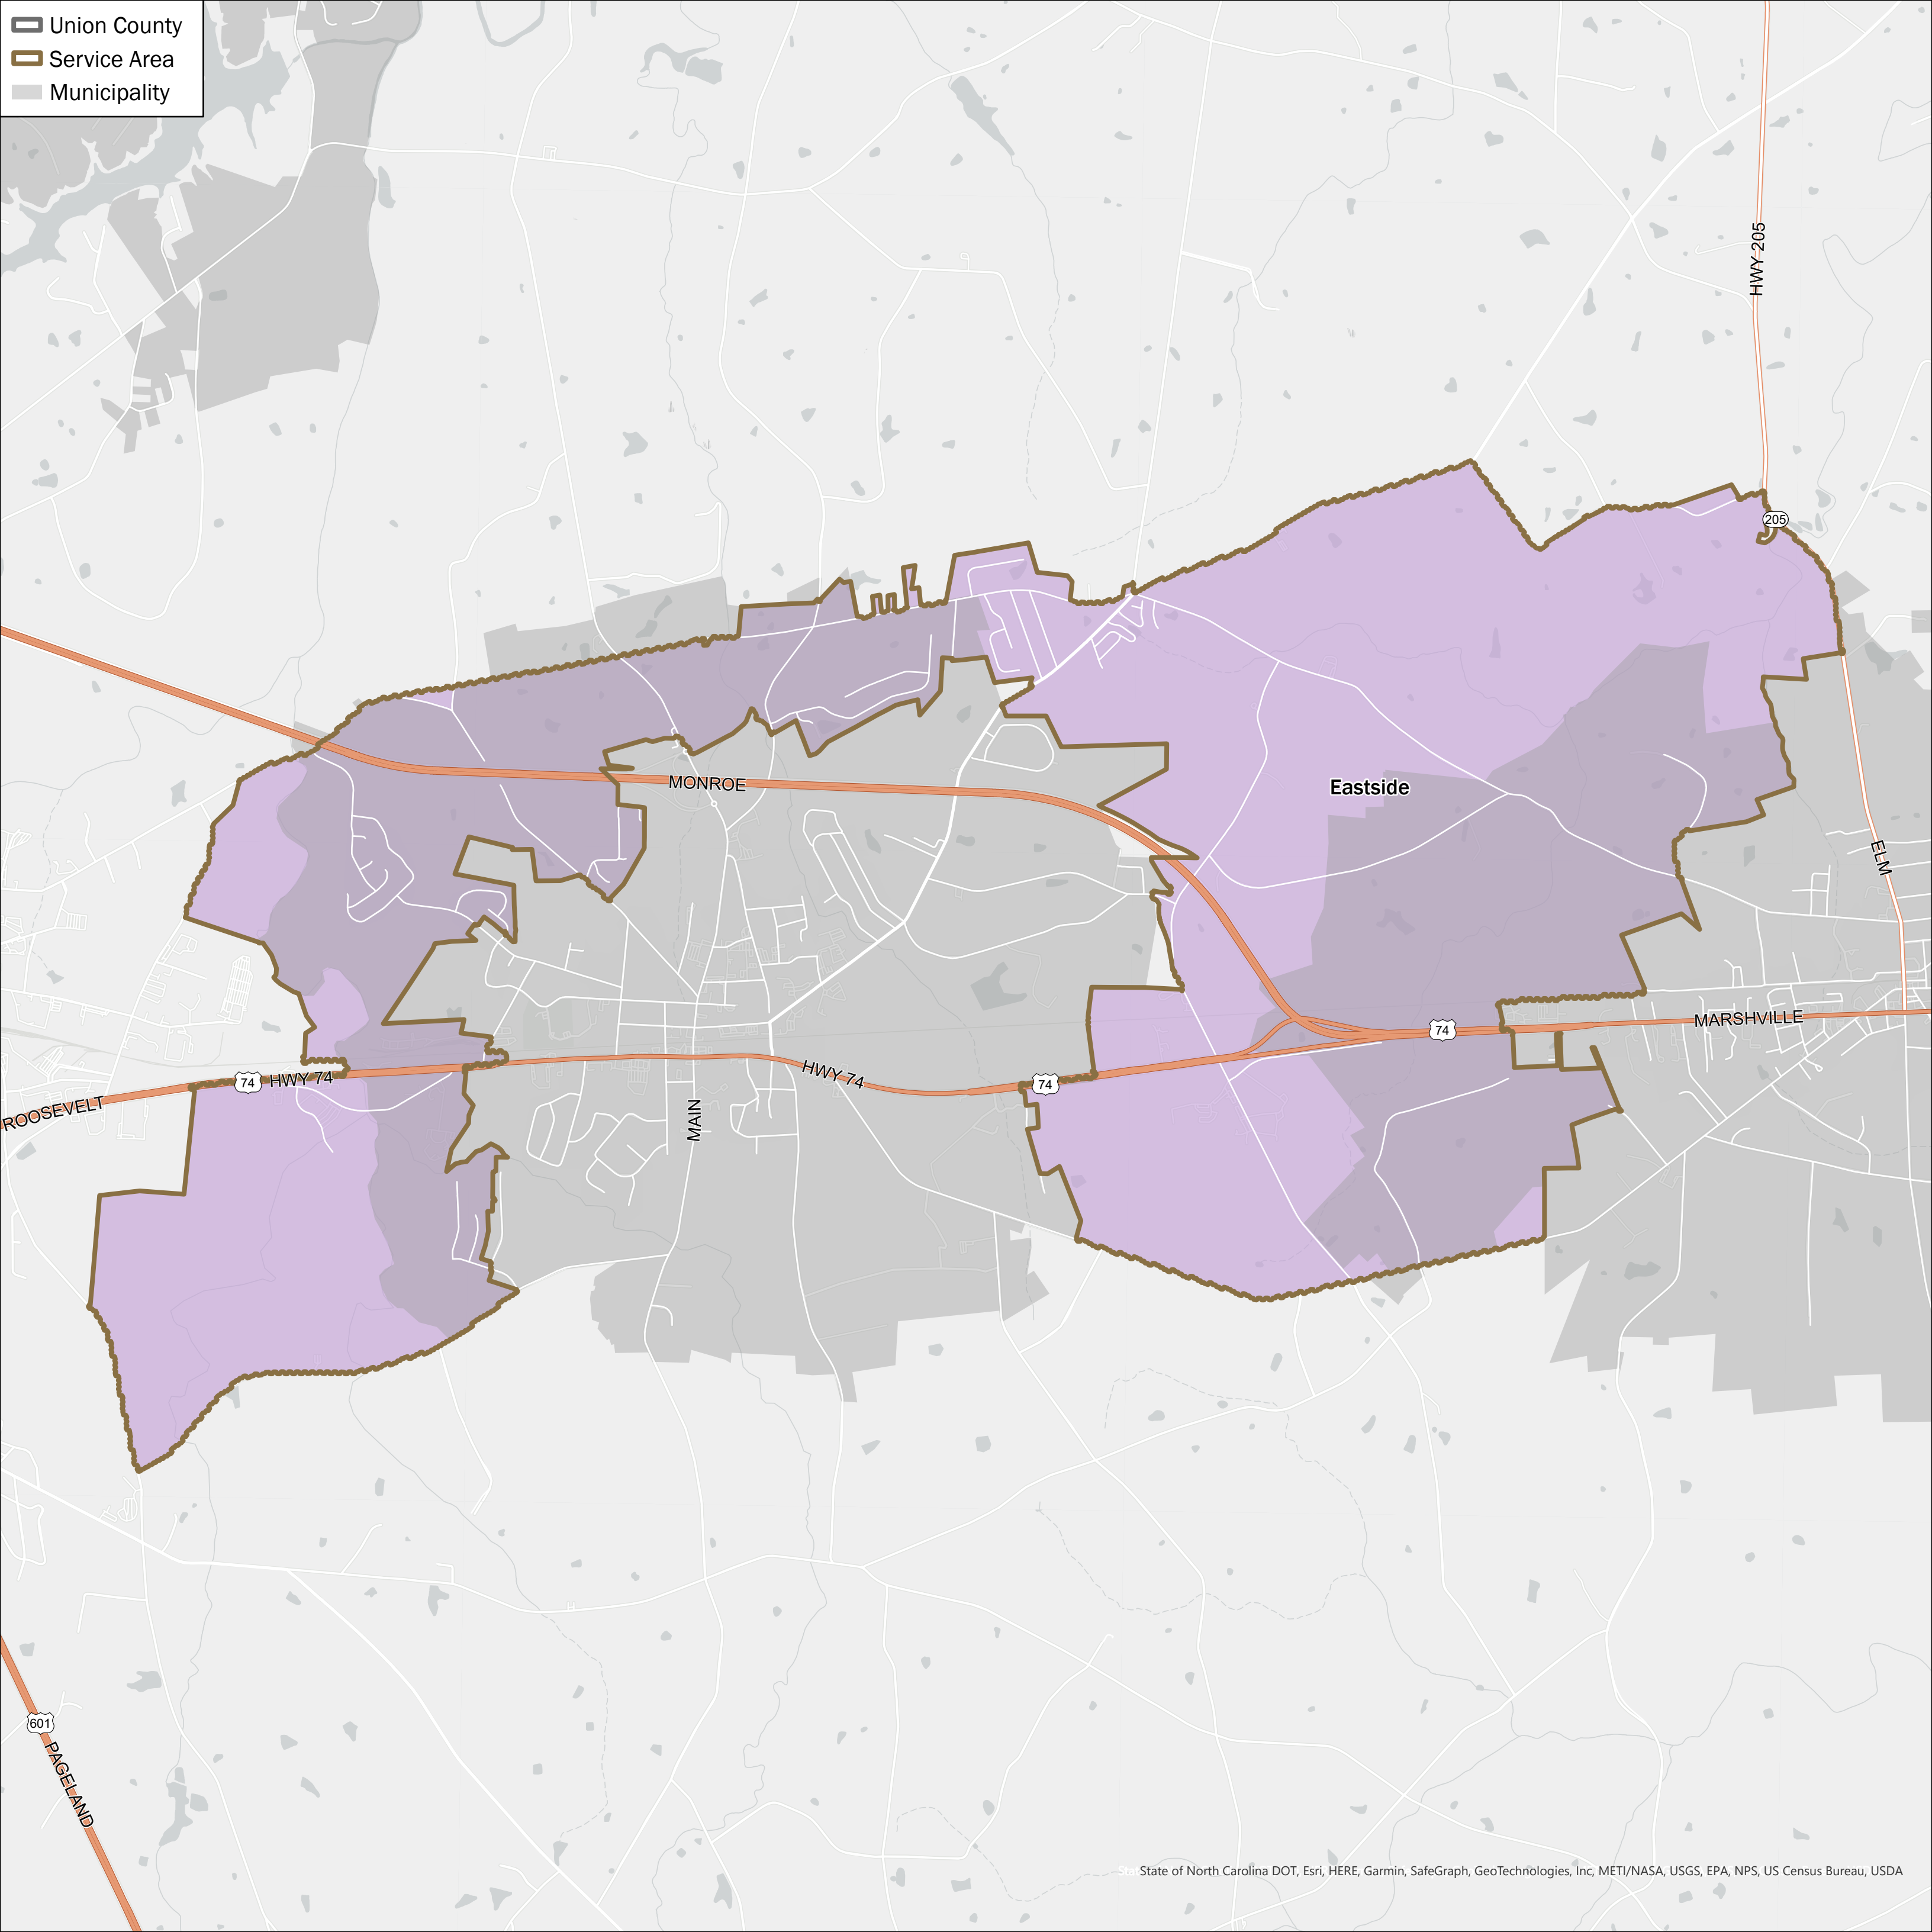 Union County
Service Area
Municipality
HWY 205
205
MONROE
Eastside
ELM
74
MARSHVILLE
HWY 74
74
HWY 74
74
ROOSEVELT
MAIN
601
PAGELAND
State of North Carolina DOT, Esri, HERE, Garmin, SafeGraph, GeoTechnologies, Inc, METI/NASA, USGS, EPA, NPS, US Census Bureau, USDA